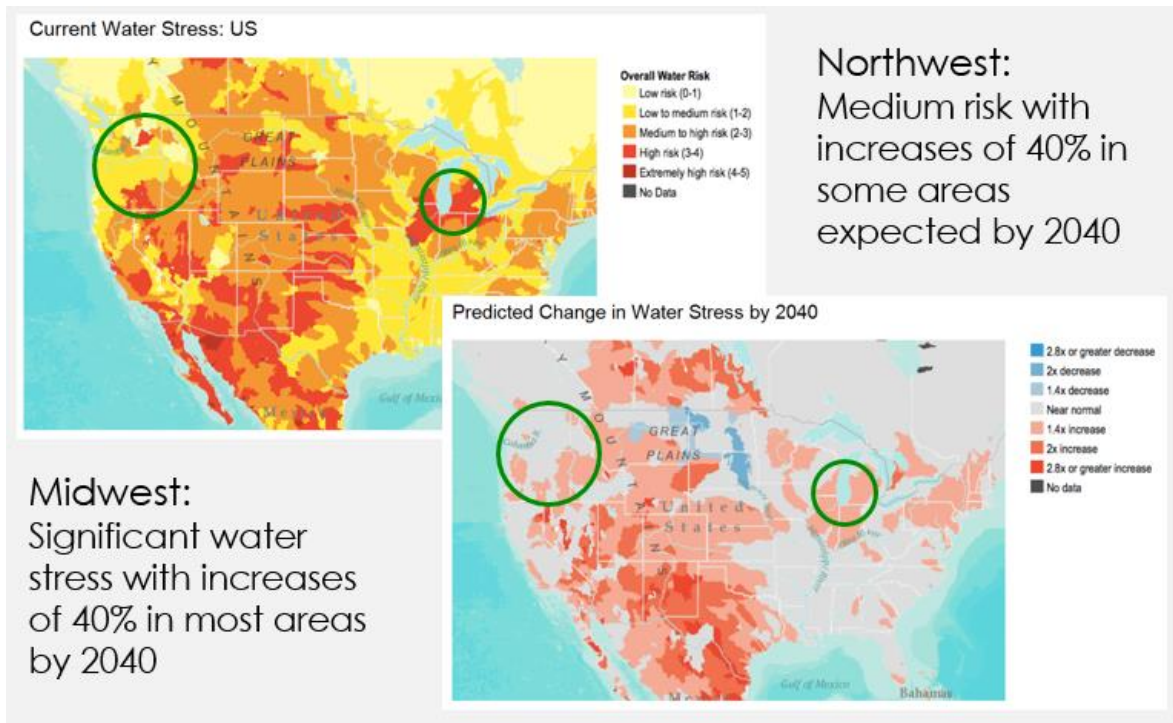 Current Water Stress: US
Overall Water Risk
Low risk (0-1)
Low to medium risk (1-2)
Medium to high risk (2-3)
High risk (3-4)
Extremely high risk (4-5)
No Data
Y MOUNTAINS
GREAT
PLAINS
United
States
Gulf of
Northwest:
Medium risk with
increases of 40% in
some areas
expected by 2040
Predicted Change in Water Stress by 2040
2.8x or greater decrease
2x decrease
1.4x decrease
Near normal
1.4x increase
2x increase
2.8x or greater increase
No data
Y MOUNTAINS
Columbia R.
GREAT
PLAINS
United
States
Gulf of Mexico
Bahamas
Midwest:
Significant water
stress with increases
of 40% in most areas
by 2040